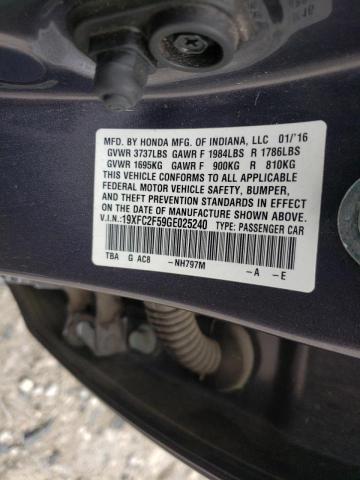 MFD. BY HONDA MFG. OF INDIANA, LLC 01/16
GVWR 3737LBS GAWR F 1984LBS R 1786LBS
GVWR 1695KG GAWR F 900KG R 810KG
THIS VEHICLE CONFORMS TO ALL APPLICABLE
FEDERAL MOTOR VEHICLE SAFETY, BUMPER,
AND THEFT PREVENTION STANDARDS IN EFFECT
ON THE DATE OF MANUFACTURE SHOWN ABOVE.
V.I.N.:19XFC2F59GE025240 TYPE: PASSENGER CAR
TBA G AC8 -NH797M -A -E